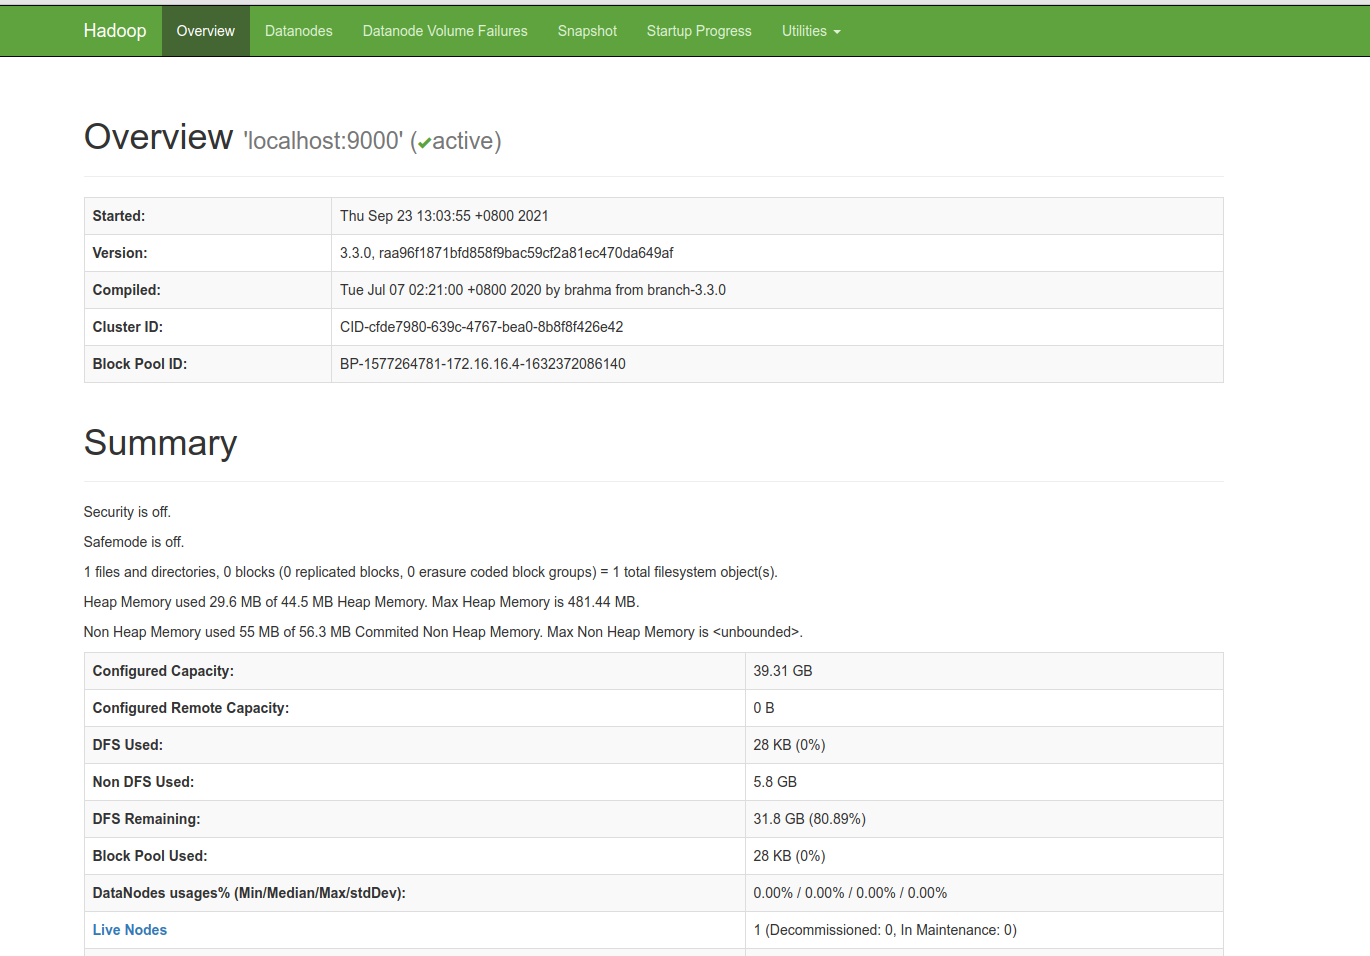 Hadoop Overview Datanodes Datanode Volume Failures Snapshot Startup Progress Utilities
Overview 'localhost:9000' (✔active)
Started: Thu Sep 23 13:03:55 +0800 2021
Version: 3.3.0, raa96f1871bfd858f9bac59cf2a81ec470da649af
Compiled: Tue Jul 07 02:21:00 +0800 2020 by brahma from branch-3.3.0
Cluster ID: CID-cfde7980-639c-4767-bea0-8b8f8f426e42
Block Pool ID: BP-1577264781-172.16.16.4-1632372086140
Summary
Security is off.
Safemode is off.
1 files and directories, 0 blocks (0 replicated blocks, 0 erasure coded block groups) = 1 total filesystem object(s).
Heap Memory used 29.6 MB of 44.5 MB Heap Memory. Max Heap Memory is 481.44 MB.
Non Heap Memory used 55 MB of 56.3 MB Commited Non Heap Memory. Max Non Heap Memory is <unbounded>.
Configured Capacity: 39.31 GB
Configured Remote Capacity: 0 B
DFS Used: 28 KB (0%)
Non DFS Used: 5.8 GB
DFS Remaining: 31.8 GB (80.89%)
Block Pool Used: 28 KB (0%)
DataNodes usages% (Min/Median/Max/stdDev): 0.00% / 0.00% / 0.00% / 0.00%
Live Nodes 1 (Decommissioned: 0, In Maintenance: 0)